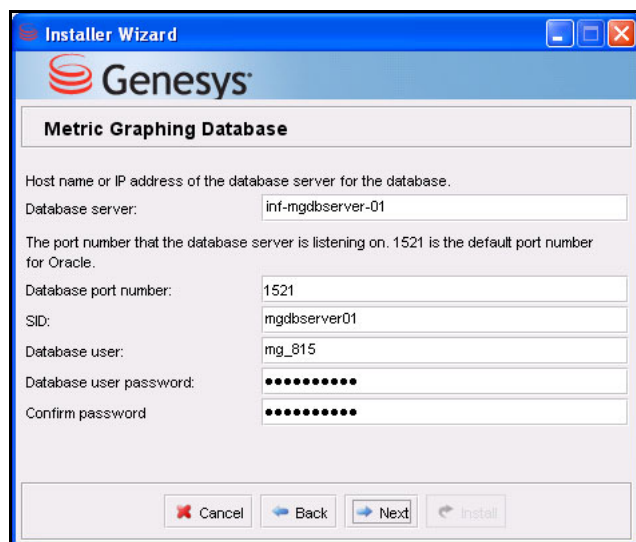 Installer Wizard
Genesys
Metric Graphing Database
Host name or IP address of the database server for the database.
Database server:
inf-mgdbserver-01
The port number that the database server is listening on. 1521 is the default port number
for Oracle.
Database port number:
1521
SID:
mgdbserver01
Database user:
mg_815
Database user password:
●●●●●●●●●●
Confirm password
●●●●●●●●●●
Cancel
Back
Next
Install